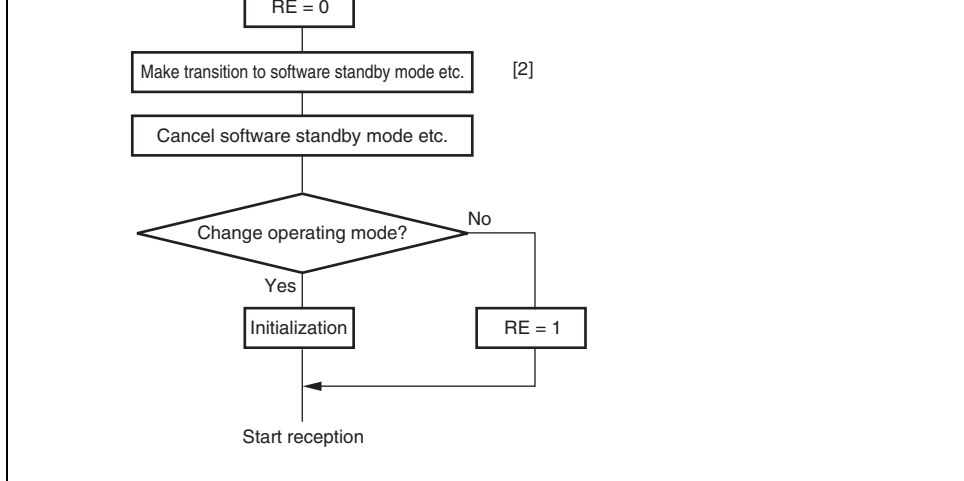 RE = 0
Make transition to software standby mode etc.
[2]
Cancel software standby mode etc.
Change operating mode?
No
Yes
Initialization
RE = 1
Start reception